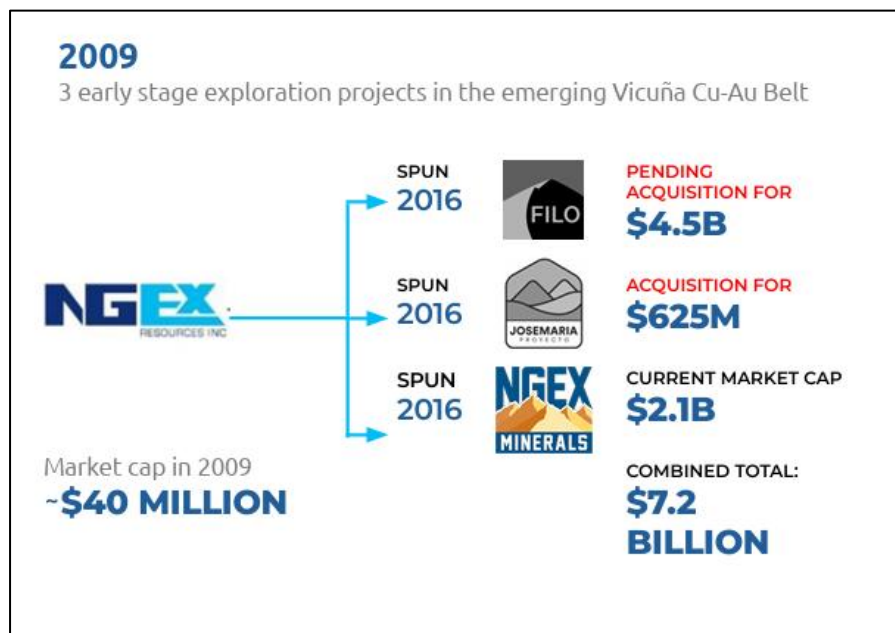 2009
3 early stage exploration projects in the emerging Vicuña Cu-Au Belt
SPUN
2016
FILO
PENDING
ACQUISITION FOR
$4.5B
NGEX
RESOURCES INC
SPUN
2016
JOSEMARIA
PROYECTO
ACQUISITION FOR
$625M
SPUN
2016
NGEX
MINERALS
CURRENT MARKET CAP
$2.1B
Market cap in 2009
~$40 MILLION
COMBINED TOTAL:
$7.2
BILLION